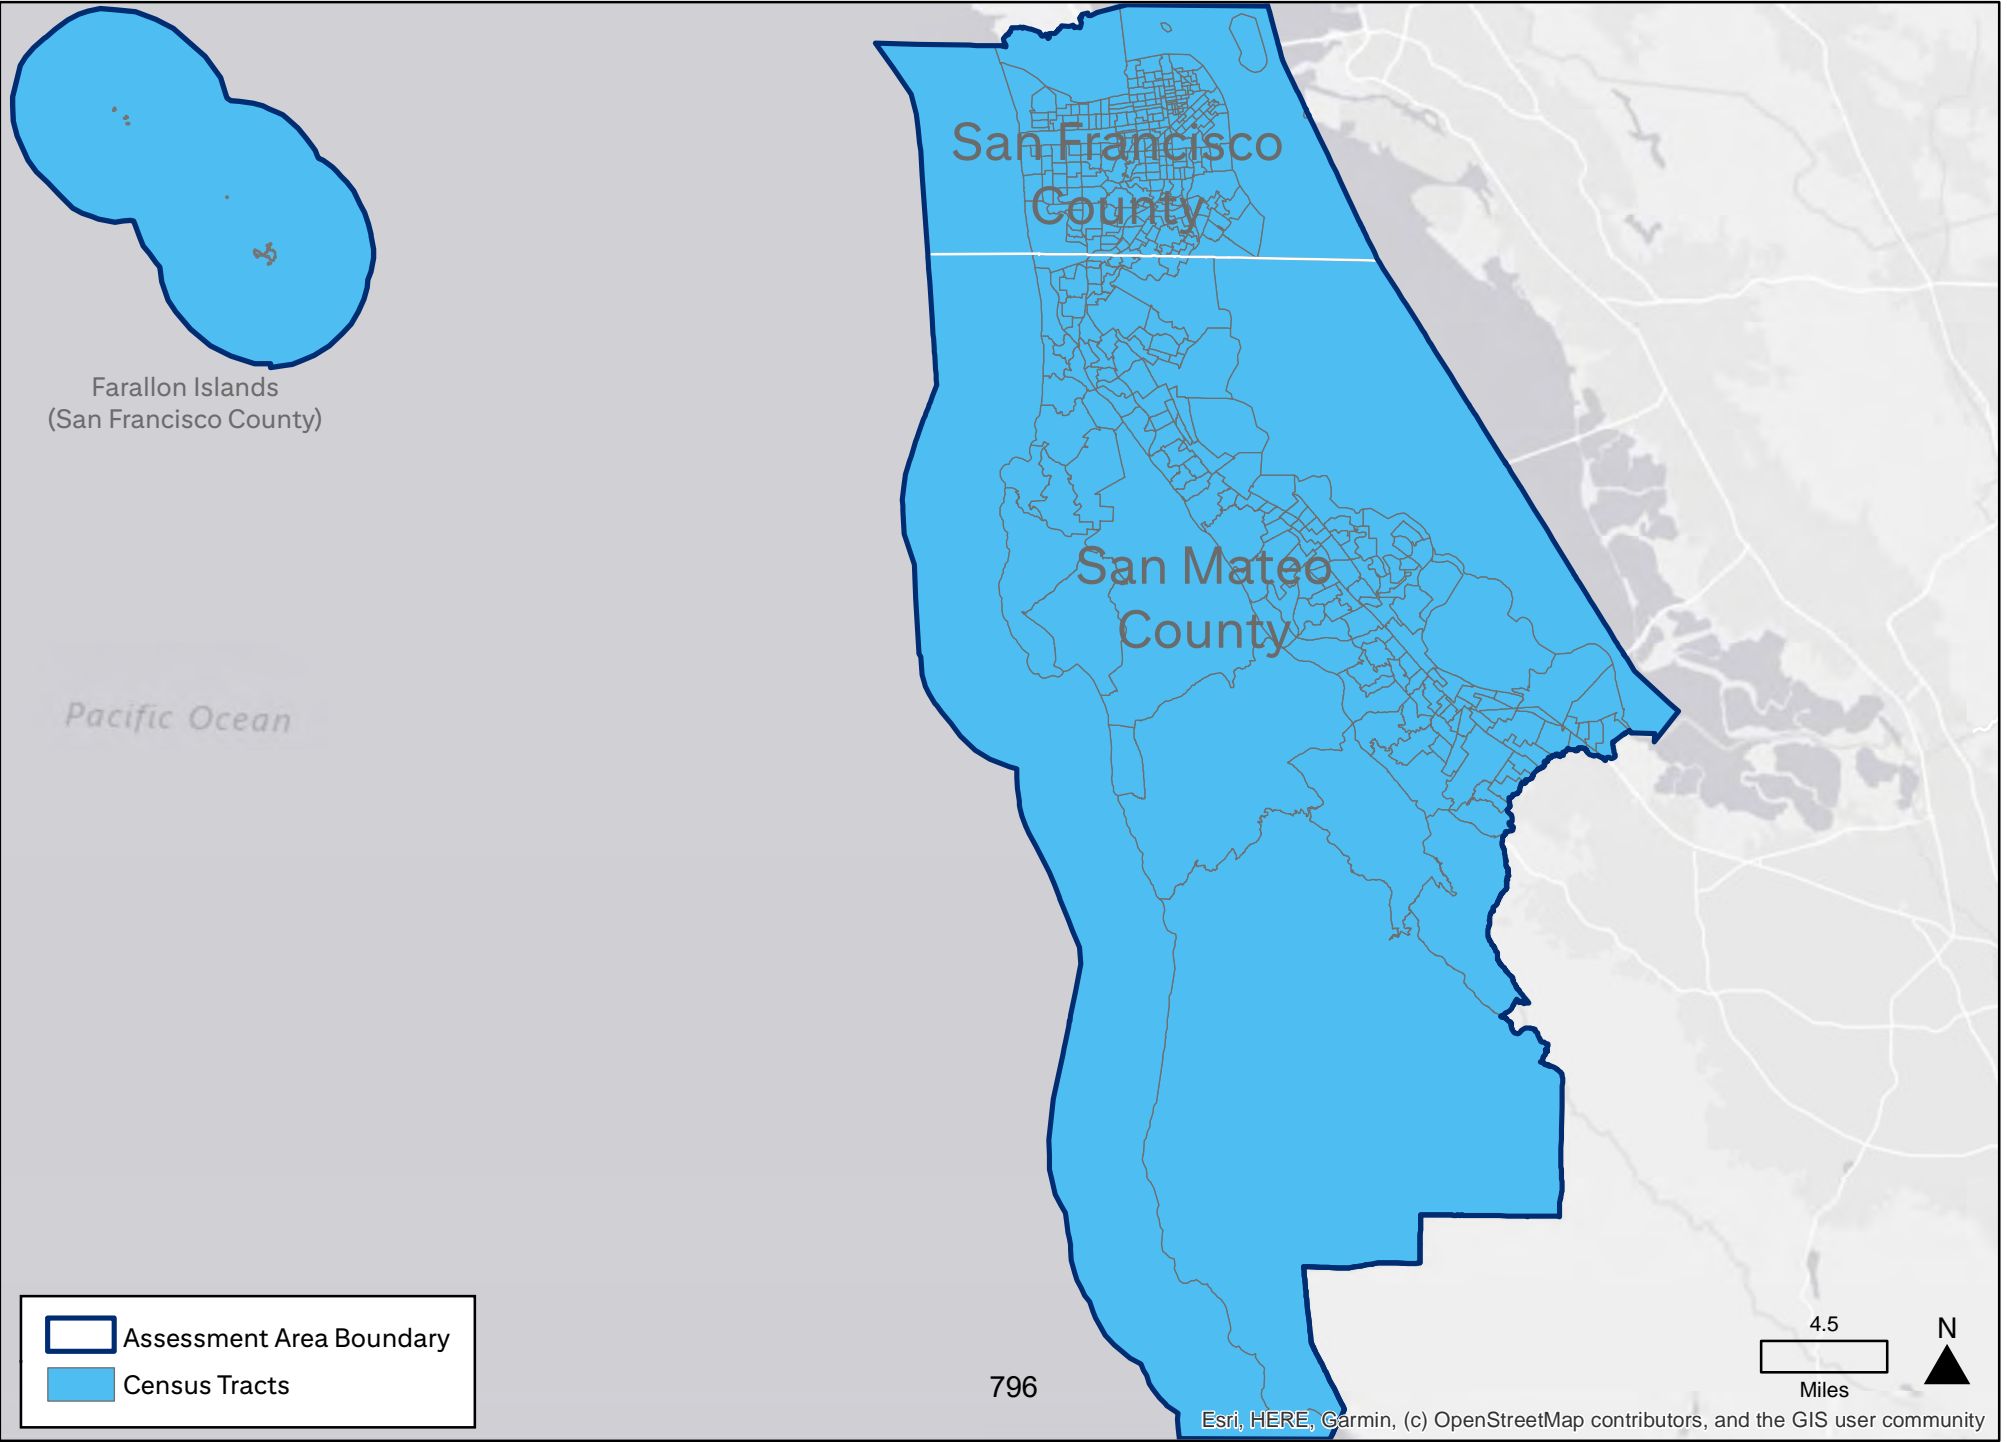 San Francisco
County
Farallon Islands
(San Francisco County)
San Mateo
County
Pacific Ocean
Assessment Area Boundary
Census Tracts
796
4.5
Miles
N
Esri, HERE, Garmin, (c) OpenStreetMap contributors, and the GIS user community